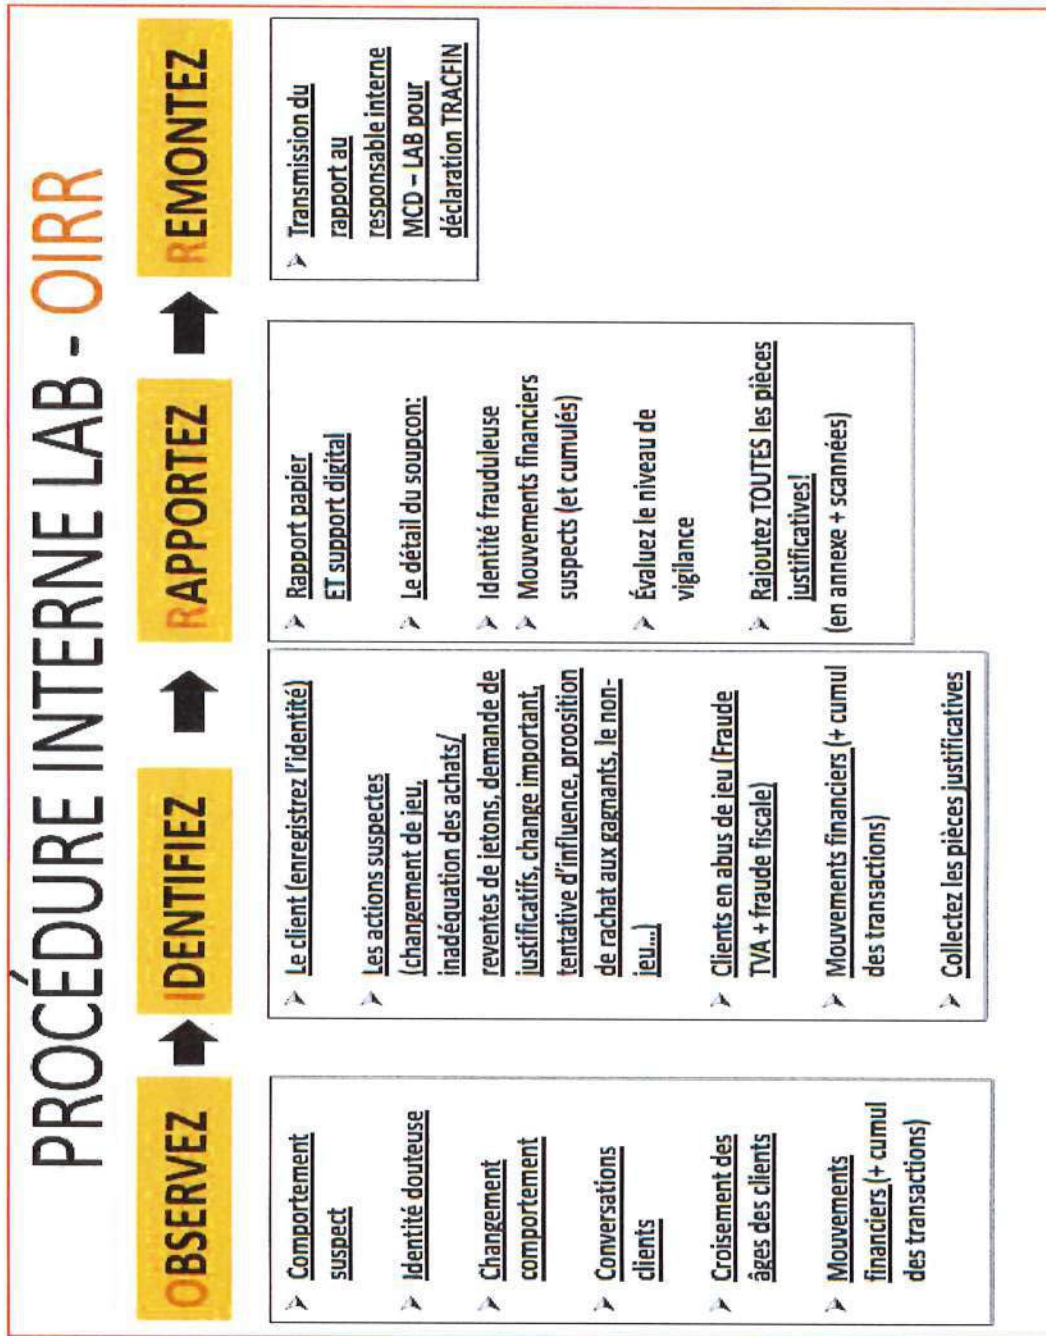 PROCÉDURE INTERNE LAB - OIRR
OBSERVEZ
IDENTIFIEZ
RAPPORTEZ
REMONTEZ
➢ Comportement
suspect
➢ Identité douteuse
➢ Changement
comportement
➢ Conversations
clients
➢ Croisement des
âges des clients
➢ Mouvements
financiers (+ cumul
des transactions)
➢ Le client (enregistrez l'identité)
➢ Les actions suspectes
(changement de jeu,
inadéquation des achats/
reventes de jetons, demande de
justificatifs, change important,
tentative d'influence, proosition
de rachat aux gagnants, le non-
jeu...)
➢ Clients en abus de jeu (Fraude
TVA + fraude fiscale)
➢ Mouvements financiers (+ cumul
des transactions)
➢ Collectez les pièces justificatives
➢ Rapport papier
ET support digital
➢ Le détail du soupçon:
➢ Identité frauduleuse
➢ Mouvements financiers
suspects (et cumulés)
➢ Évaluez le niveau de
vigilance
➢ Rajoutez TOUTES les pièces
justificatives!
(en annexe + scannées)
➢ Transmission du
rapport au
responsable interne
MCD – LAB pour
déclaration TRACFIN